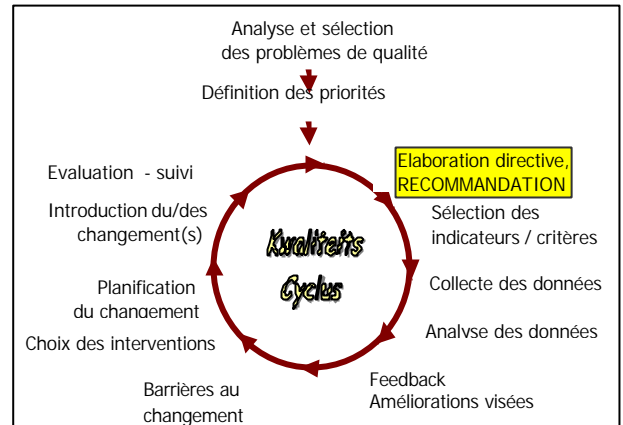 Analyse et sélection
des problèmes de qualité
Définition des priorités
Elaboration directive,
RECOMMANDATION
Sélection des
indicateurs / critères
Collecte des données
Analyse des données
Feedback
Améliorations visées
Barrières au
changement
Choix des interventions
Planification
du changement
Introduction du/des
changement(s)
Evaluation - suivi
Kwaliteits
Cyclus